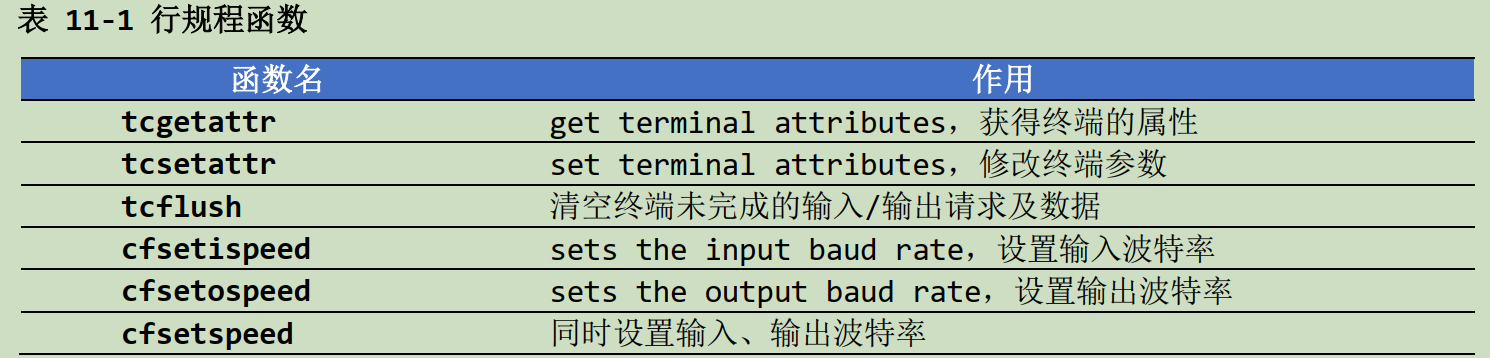 表 11-1 行规程函数
函数名 作用
tcgetattr get terminal attributes，获得终端的属性
tcsetattr set terminal attributes，修改终端参数
tcflush 清空终端未完成的输入/输出请求及数据
cfsetispeed sets the input baud rate，设置输入波特率
cfsetospeed sets the output baud rate，设置输出波特率
cfsetspeed 同时设置输入、输出波特率